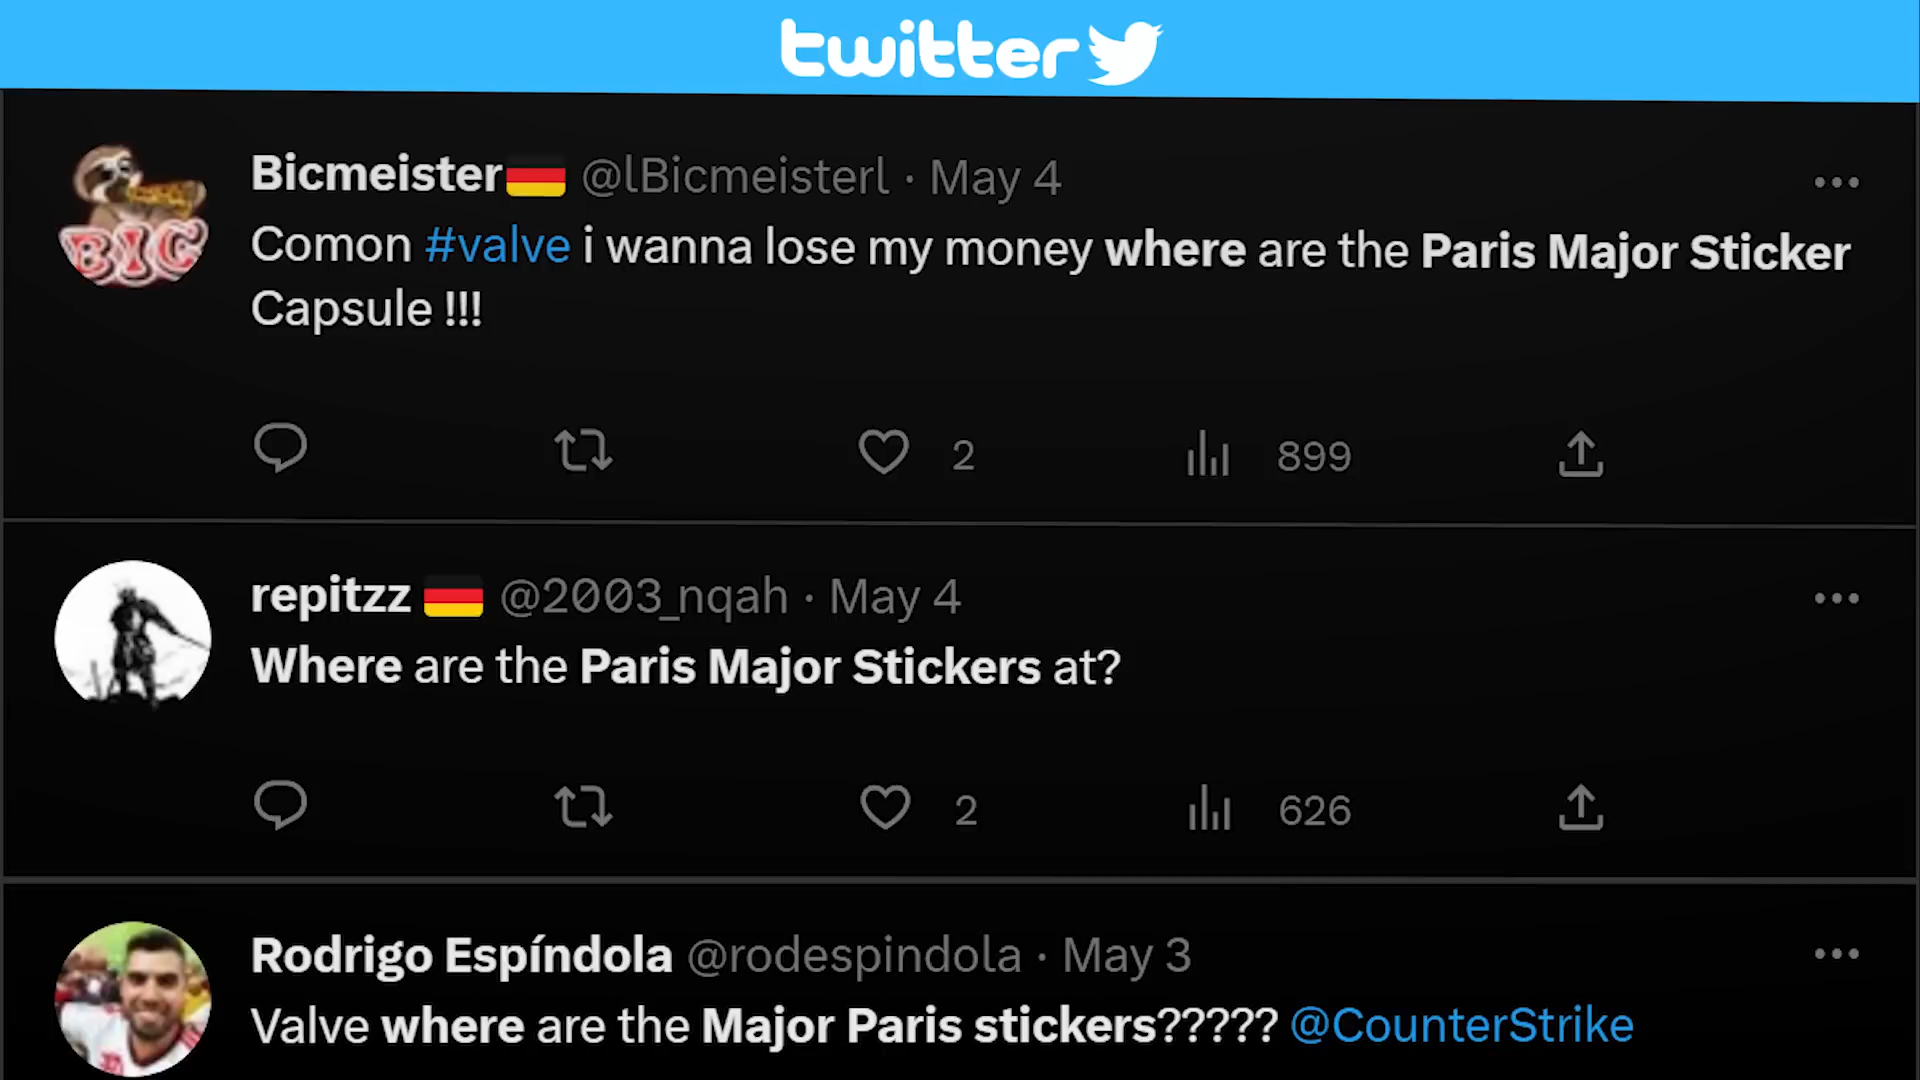 twitter
Bicmeister🇩🇪 @lBicmeisterl · May 4
Comon #valve i wanna lose my money where are the Paris Major Sticker
Capsule !!!
2 899
repitzz 🇩🇪 @2003_nqah · May 4
Where are the Paris Major Stickers at?
2 626
Rodrigo Espíndola @rodespindola · May 3
Valve where are the Major Paris stickers????? @CounterStrike
BIG